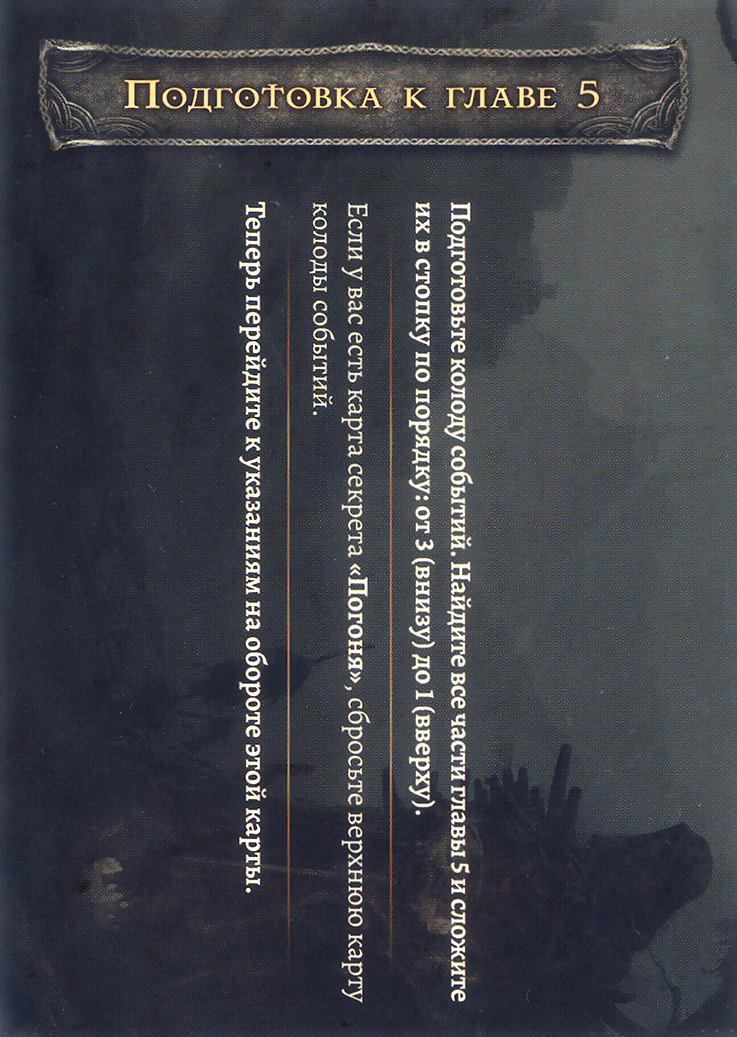 Подготовка к главе 5
Подготовьте колоду событий. Найдите все части главы 5 и сложите
их в стопку по порядку: от 3 (внизу) до 1 (вверху).
Если у вас есть карта секрета «Погоня», сбросьте верхнюю карту
колоды событий.
Теперь перейдите к указаниям на обороте этой карты.